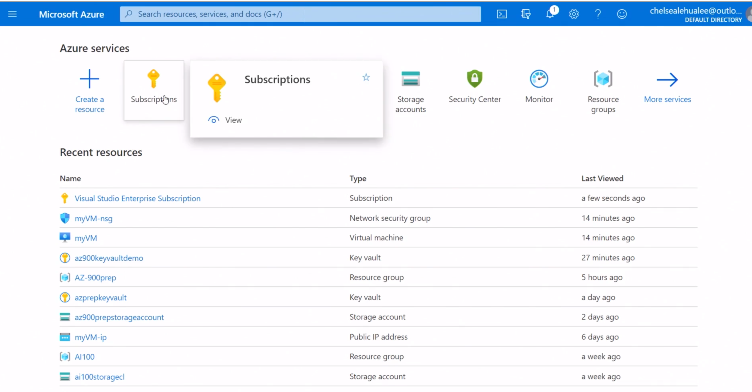 Microsoft Azure
Search resources, services, and docs (G+/)
1
chelsealehualee@outlo...
DEFAULT DIRECTORY
Azure services
Create a resource
Subscriptions
Subscriptions
View
Storage accounts
Security Center
Monitor
Resource groups
More services
Recent resources
Name Type Last Viewed
Visual Studio Enterprise Subscription Subscription a few seconds ago
myVM-nsg Network security group 14 minutes ago
myVM Virtual machine 14 minutes ago
az900keyvaultdemo Key vault 27 minutes ago
AZ-900prep Resource group 5 hours ago
azprepkeyvault Key vault a day ago
az900prepstorageaccount Storage account 2 days ago
myVM-ip Public IP address 6 days ago
AI100 Resource group a week ago
ai100storagecl Storage account a week ago